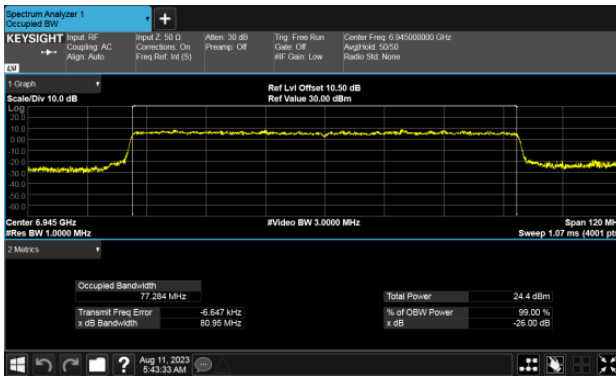 Spectrum Analyzer 1
Occupied BW
KEYSIGHT Input: RF Input Z: 50 Ω Atten: 30 dB Trig: Free Run Center Freq: 6.945000000 GHz
Coupling: AC Corrections: On Preamp: Off Gate: Off Avg|Hold: 50/50
Align: Auto Freq Ref: Int (S) #IF Gain: Low Radio Std: None
LXI
1 Graph
Ref Lvl Offset 10.50 dB
Scale/Div 10.0 dB Ref Value 30.00 dBm
Log
20.0
10.0
0.00
-10.0
-20.0
-30.0
-40.0
-50.0
-60.0
Center 6.945 GHz #Video BW 3.0000 MHz Span 120 MH
#Res BW 1.0000 MHz Sweep 1.07 ms (4001 pts
2 Metrics
Occupied Bandwidth
77.284 MHz Total Power 24.4 dBm
Transmit Freq Error -6.647 kHz % of OBW Power 99.00 %
x dB Bandwidth 80.95 MHz x dB -26.00 dB
? Aug 11, 2023
5:43:33 AM